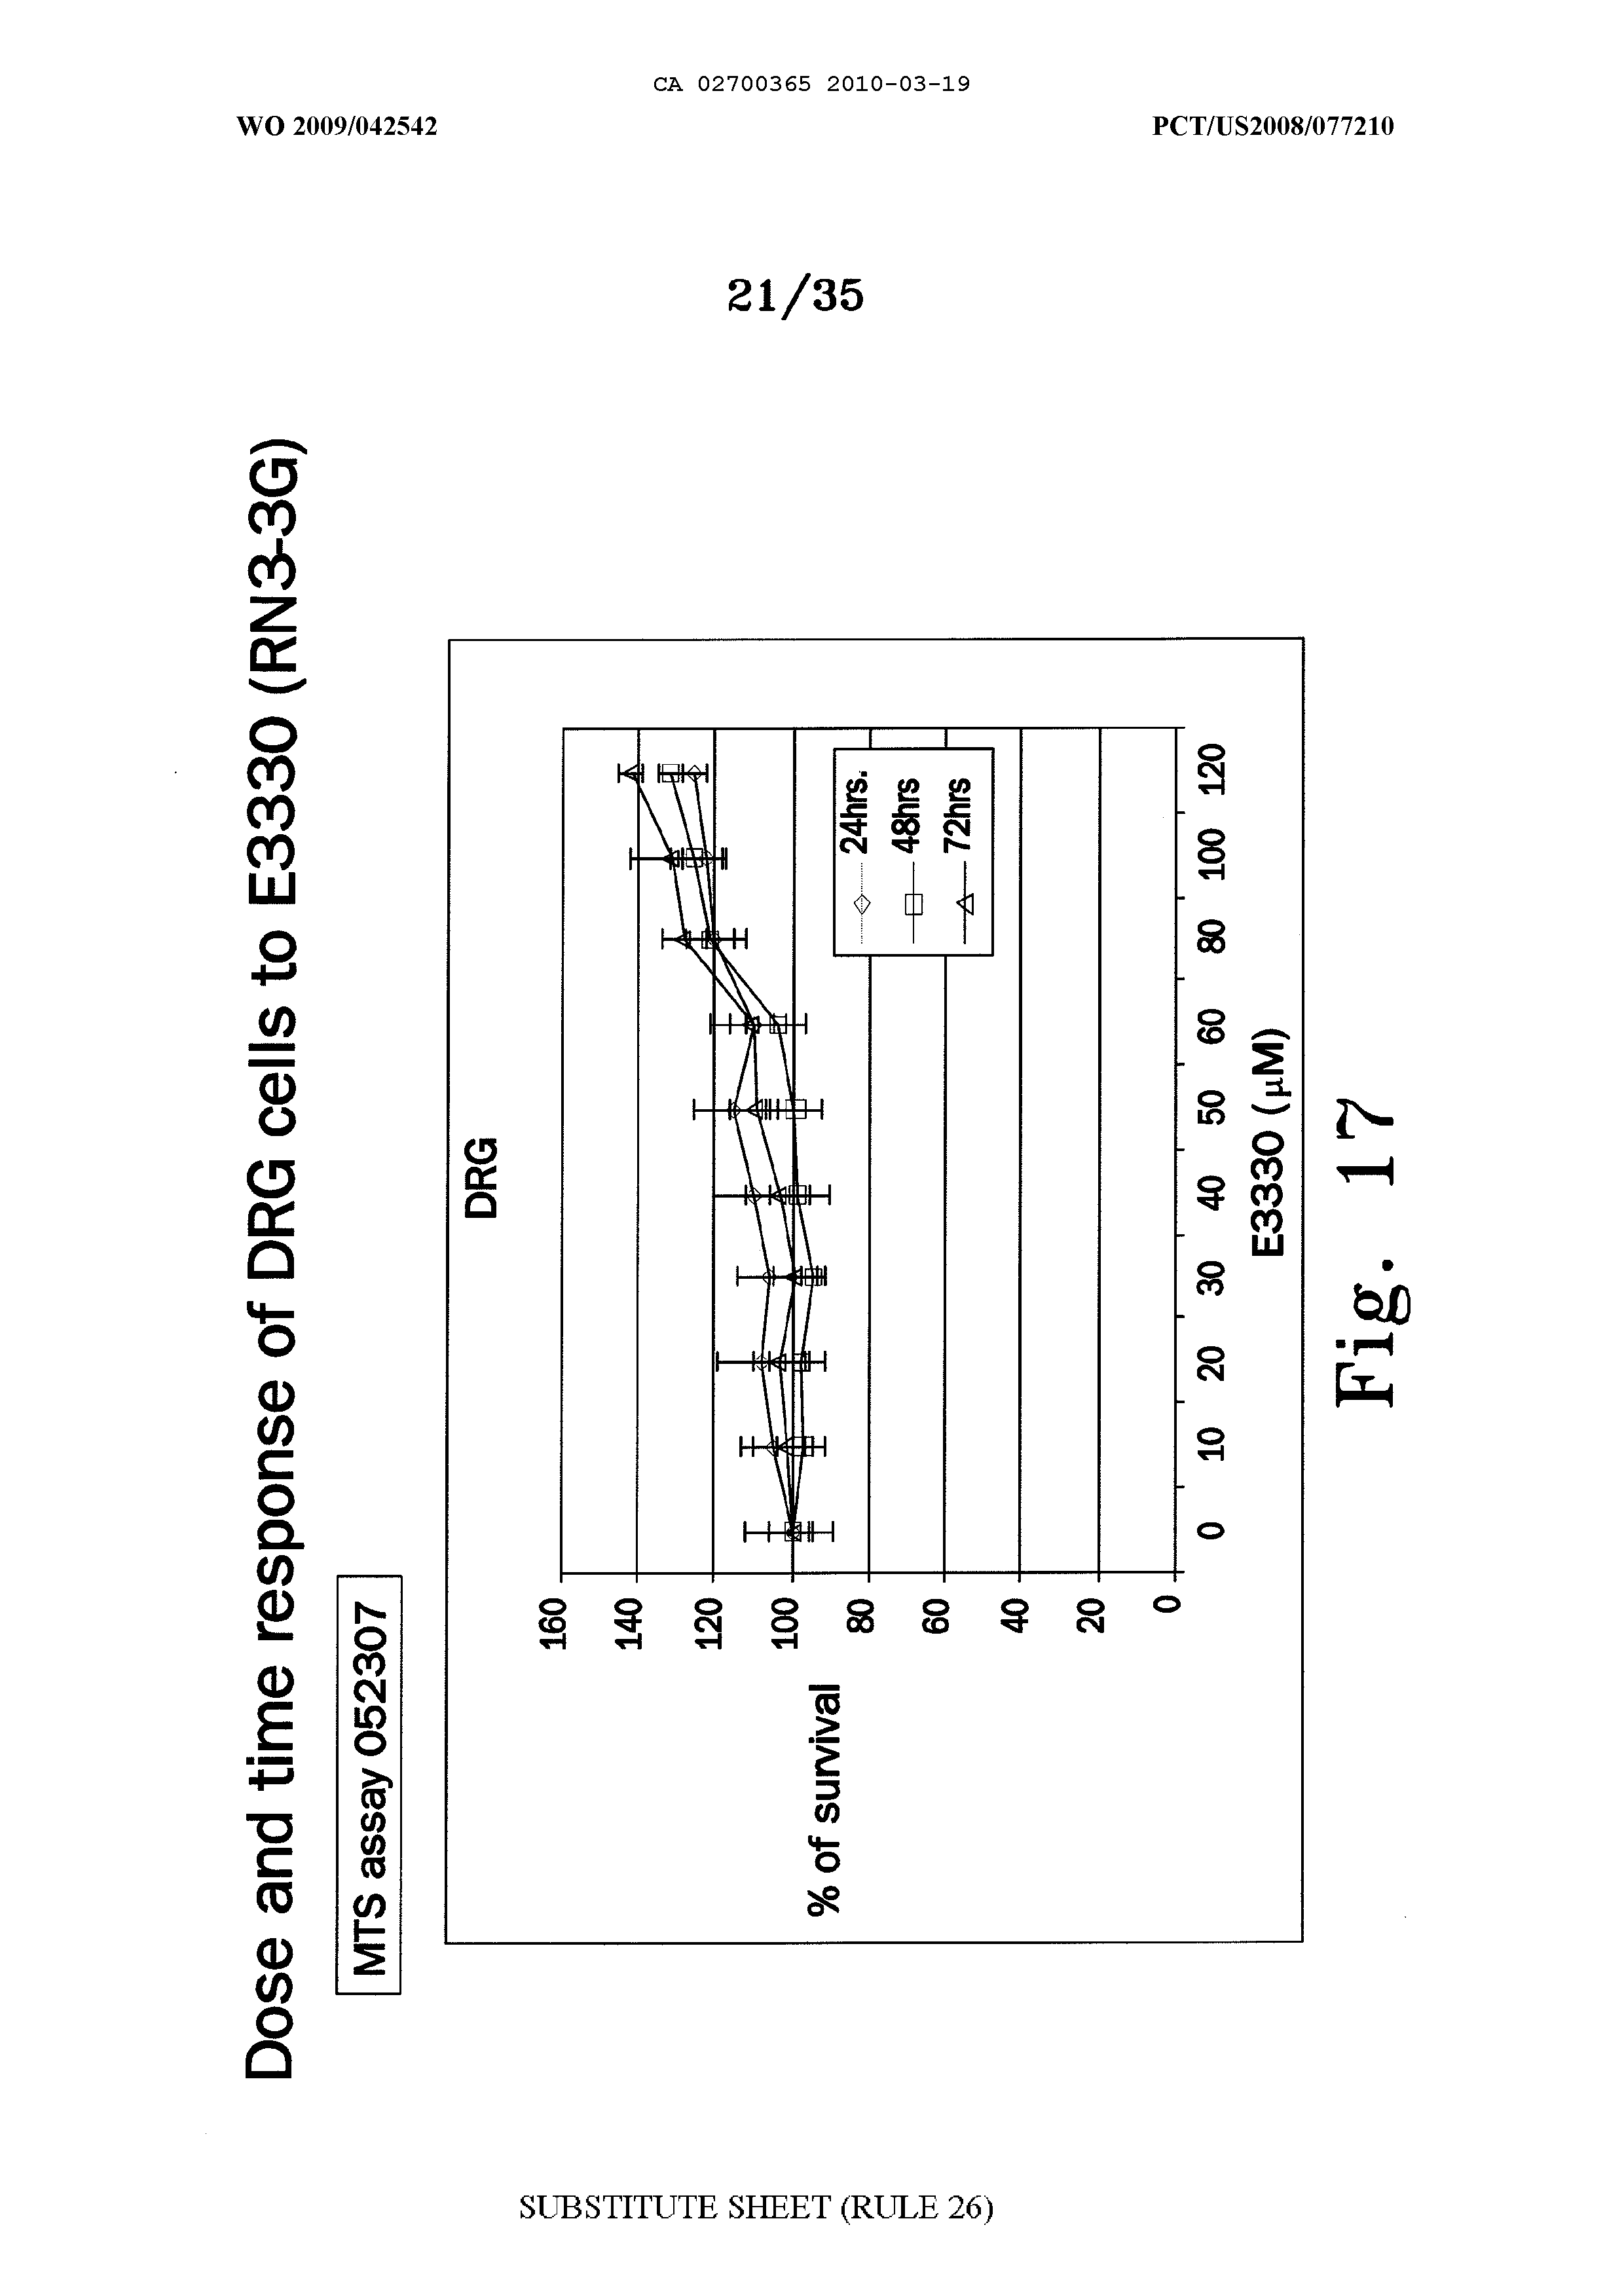 CA 02700365 2010-03-19
WO 2009/042542
PCT/US2008/077210
21/35
Dose and time response of DRG cells to E3330 (RN3-3G)
MTS assay 052307
DRG
160
140
120
100
80
60
40
20
0
% of survival
24hrs.
48hrs
72hrs
0 10 20 30 40 50 60 80 100 120
E3330 (µM)
Fig. 17
SUBSTITUTE SHEET (RULE 26)